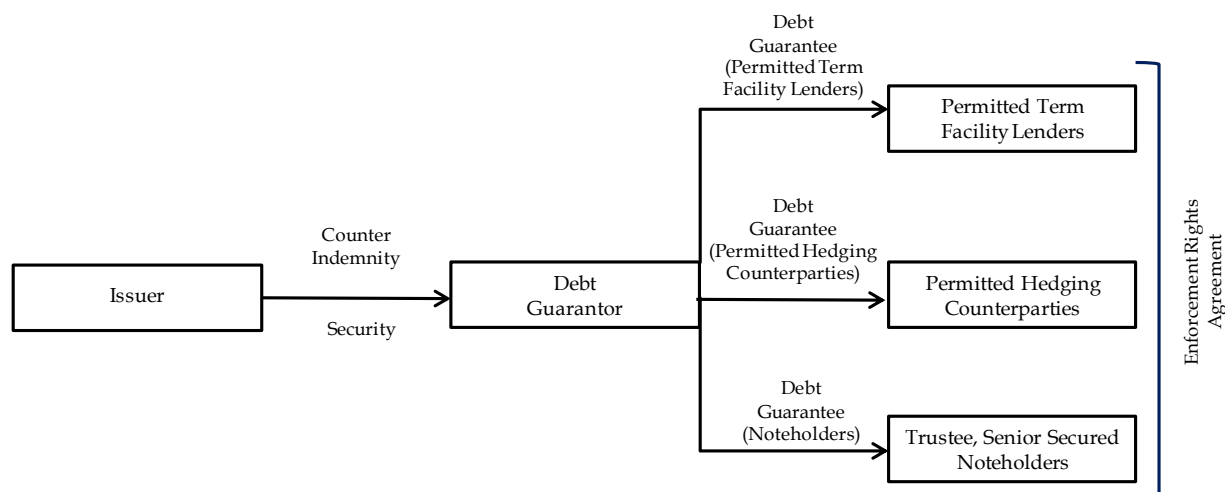 Debt
Guarantee
(Permitted Term
Facility Lenders)
Permitted Term
Facility Lenders
Counter
Indemnity
Debt
Guarantee
(Permitted Hedging
Counterparties)
Issuer
Security
Debt
Guarantor
Permitted Hedging
Counterparties
Debt
Guarantee
(Noteholders)
Trustee, Senior Secured
Noteholders
Enforcement Rights
Agreement